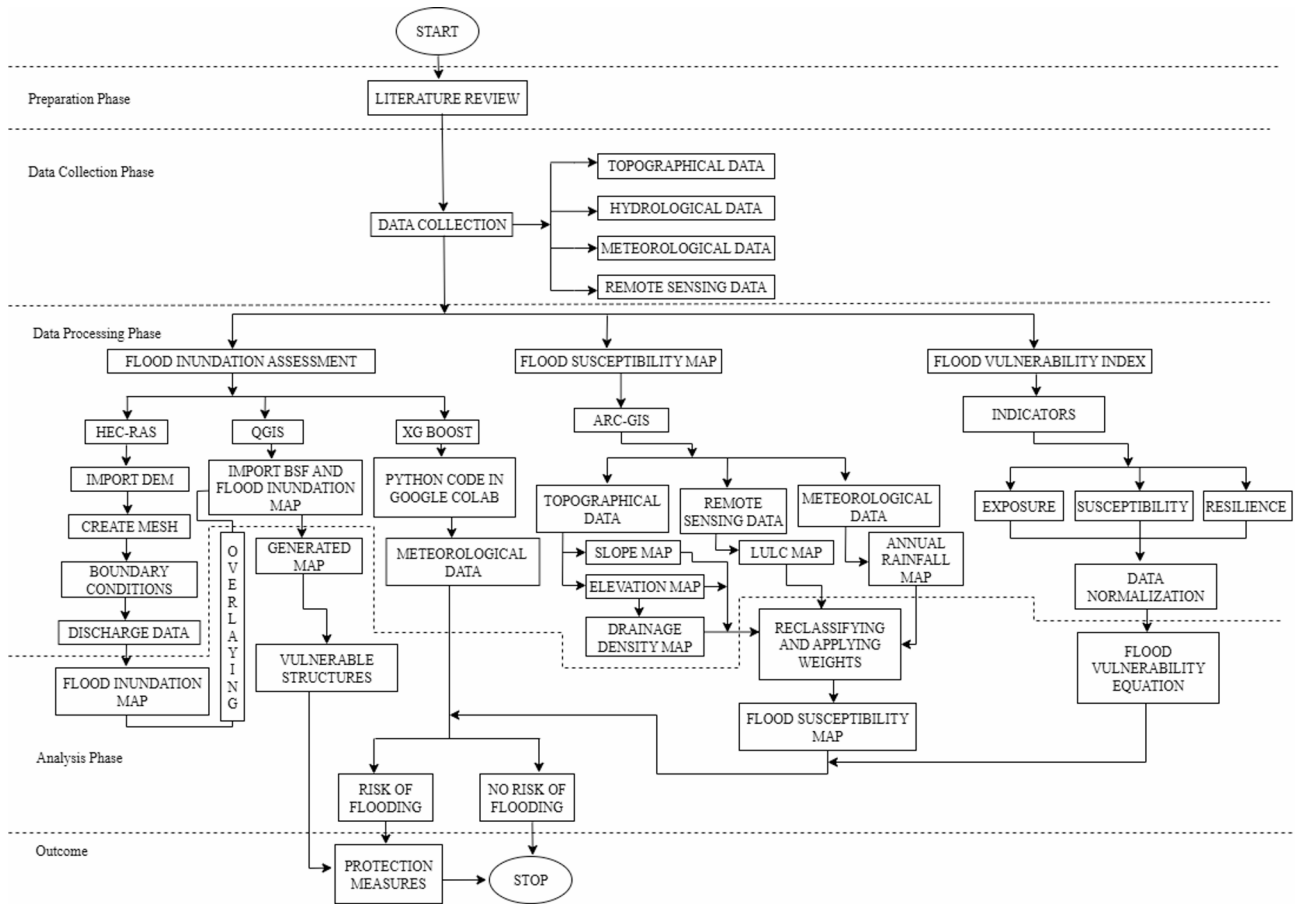 START
Preparation Phase
LITERATURE REVIEW
Data Collection Phase
TOPOGRAPHICAL DATA
HYDROLOGICAL DATA
DATA COLLECTION
METEOROLOGICAL DATA
REMOTE SENSING DATA
Data Processing Phase
FLOOD INUNDATION ASSESSMENT
FLOOD SUSCEPTIBILITY MAP
FLOOD VULNERABILITY INDEX
HEC-RAS
QGIS
XG BOOST
ARC-GIS
INDICATORS
IMPORT DEM
IMPORT BSF AND
FLOOD INUNDATION
MAP
PYTHON CODE IN
GOOGLE COLAB
TOPOGRAPHICAL
DATA
REMOTE
SENSING DATA
METEOROLOGICAL
DATA
EXPOSURE
SUSCEPTIBILITY
RESILIENCE
CREATE MESH
OVERLAYING
GENERATED
MAP
METEOROLOGICAL
DATA
SLOPE MAP
LULC MAP
ANNUAL
RAINFALL
MAP
BOUNDARY
CONDITIONS
ELEVATION MAP
DATA
NORMALIZATION
DISCHARGE DATA
DRAINAGE
DENSITY MAP
RECLASSIFYING
AND APPLYING
WEIGHTS
VULNERABLE
STRUCTURES
FLOOD
VULNERABILITY
EQUATION
FLOOD INUNDATION
MAP
FLOOD SUSCEPTIBILITY
MAP
Analysis Phase
RISK OF
FLOODING
NO RISK OF
FLOODING
Outcome
PROTECTION
MEASURES
STOP